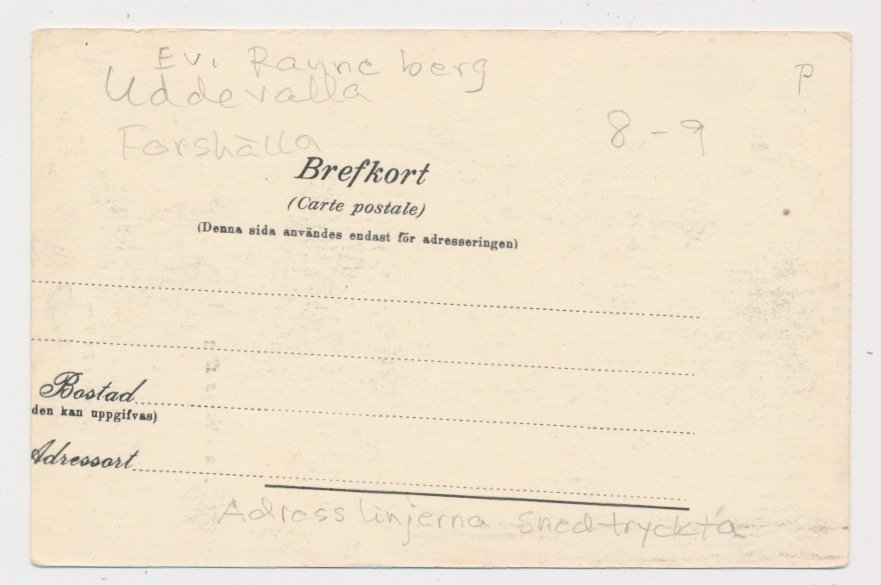 Ev. Rayneberg
P
Uddevalla
8-9
Forshälla
Brefkort
(Carte postale)
(Denna sida användes endast för adresseringen)
Bostad
den kan uppgifvas)
Adressort
Adresslinjerna snedtryckta